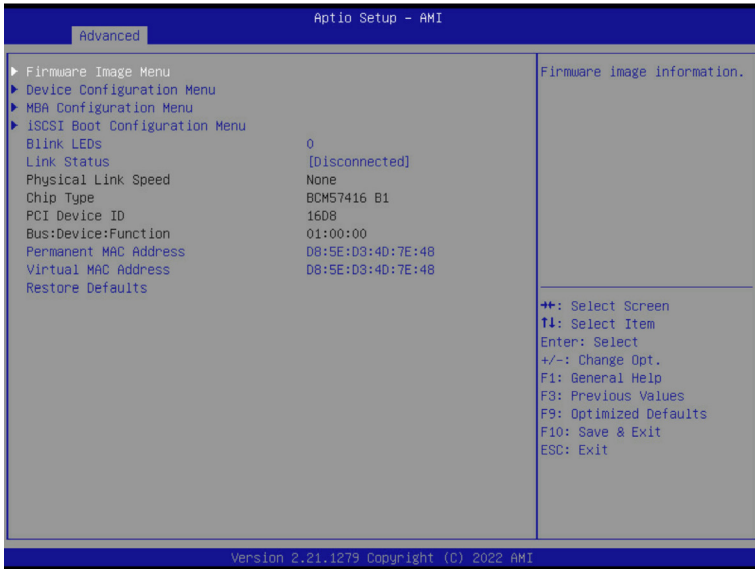 Aptio Setup – AMI
Advanced
Firmware Image Menu
Device Configuration Menu
MBA Configuration Menu
iSCSI Boot Configuration Menu
Blink LEDs 0
Link Status [Disconnected]
Physical Link Speed None
Chip Type BCM57416 B1
PCI Device ID 16D8
Bus:Device:Function 01:00:00
Permanent MAC Address D8:5E:D3:4D:7E:48
Virtual MAC Address D8:5E:D3:4D:7E:48
Restore Defaults
Firmware image information.
→←: Select Screen
↑↓: Select Item
Enter: Select
+/-: Change Opt.
F1: General Help
F3: Previous Values
F9: Optimized Defaults
F10: Save & Exit
ESC: Exit
Version 2.21.1279 Copyright (C) 2022 AMI